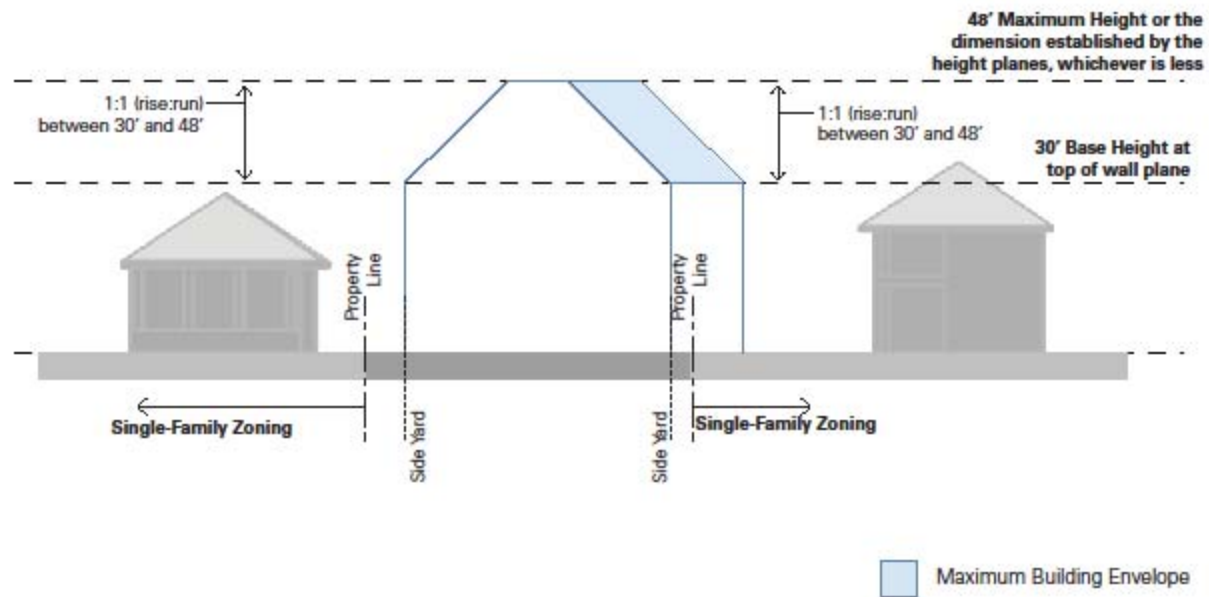 48' Maximum Height or the
dimension established by the
height planes, whichever is less
1:1 (rise:run)
between 30' and 48'
1:1 (rise:run)
between 30' and 48'
30' Base Height at
top of wall plane
Property
Line
Property
Line
Single-Family Zoning
Single-Family Zoning
Side Yard
Side Yard
Maximum Building Envelope